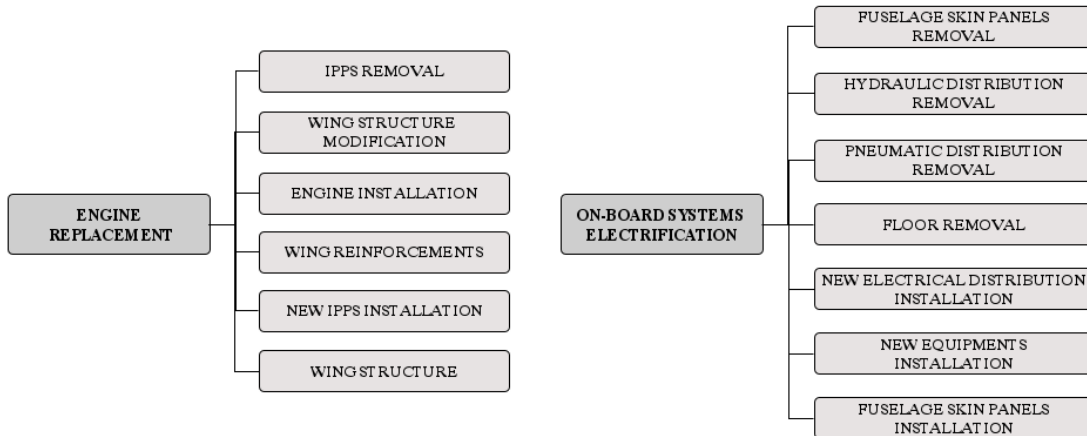 ENGINE
REPLACEMENT
IPPS REMOVAL
WING STRUCTURE
MODIFICATION
ENGINE INSTALLATION
WING REINFORCEMENTS
NEW IPPS INSTALLATION
WING STRUCTURE
ON-BOARD SYSTEMS
ELECTRIFICATION
FUSELAGE SKIN PANELS
REMOVAL
HYDRAULIC DISTRIBUTION
REMOVAL
PNEUMATIC DISTRIBUTION
REMOVAL
FLOOR REMOVAL
NEW ELECTRICAL DISTRIBUTION
INSTALLATION
NEW EQUIPMENTS
INSTALLATION
FUSELAGE SKIN PANELS
INSTALLATION